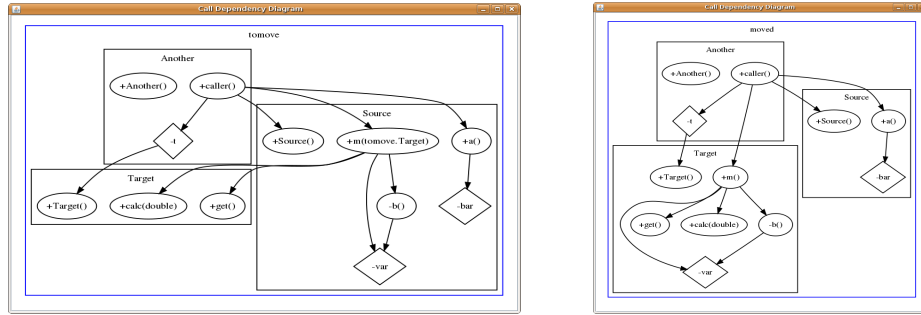 Call Dependency Diagram
tomove
Another
+Another()
+caller()
-t
Source
+Source()
+m(tomove.Target)
+a()
Target
+Target()
+calc(double)
+get()
-b()
-bar
-var
Call Dependency Diagram
moved
Another
+Another()
+caller()
-t
Source
+Source()
+a()
-bar
Target
+Target()
+m()
+get()
+calc(double)
-b()
-var